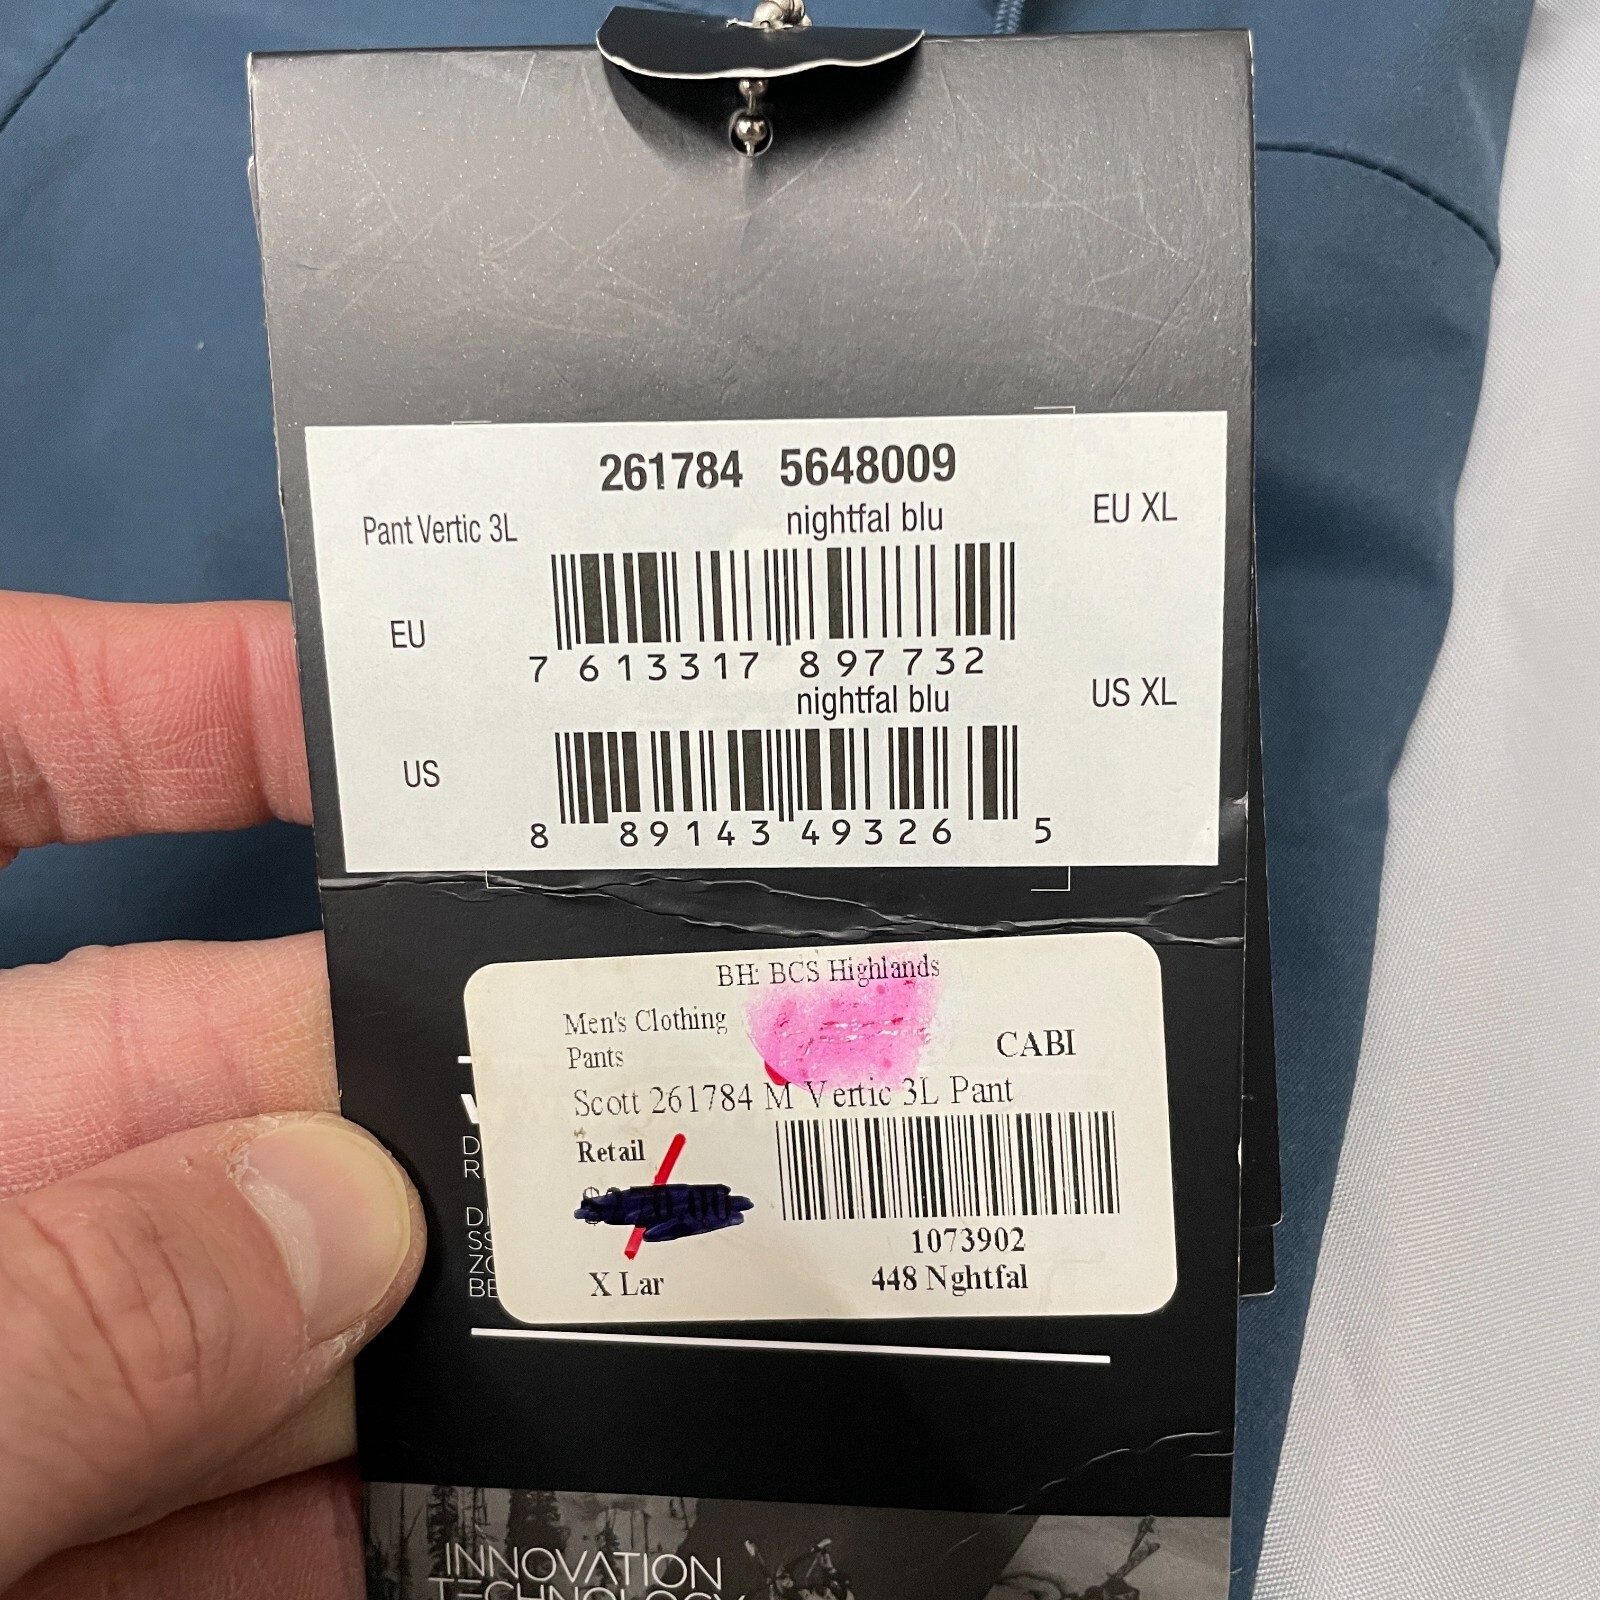 261784 5648009
Pant Vertic 3L
nightfal blu
EU XL
EU
7 613317 897732
nightfal blu
US XL
US
8 89143 49326 5
BH: BCS Highlands
Men's Clothing
CABI
Pants
Scott 261784 M Vertic 3L Pant
Retail
1073902
X Lar
448 Nghtfal
INNOVATION
TECHNOLOGY